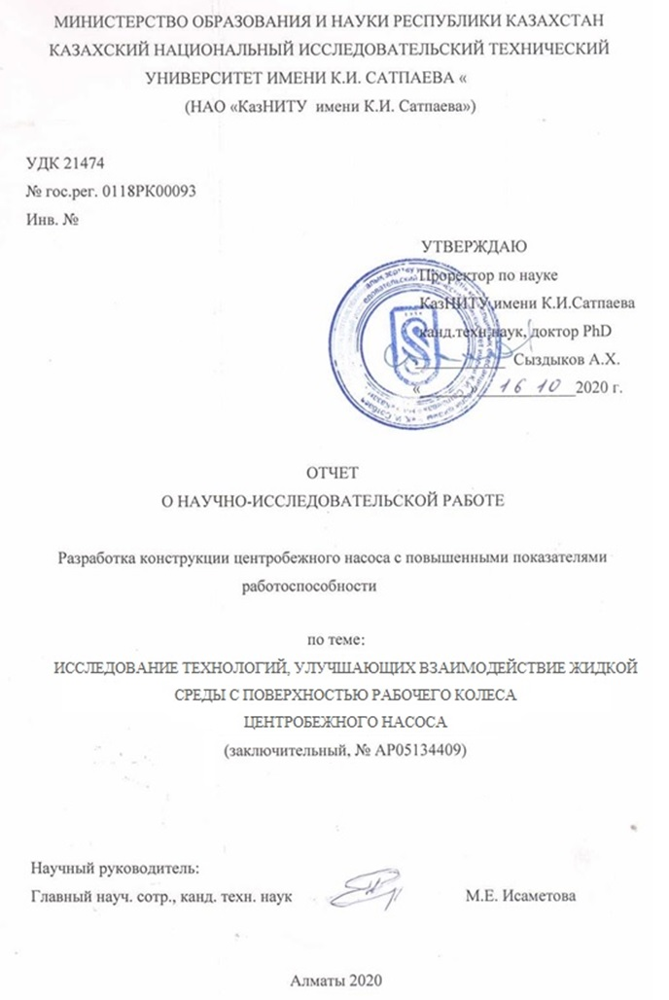 МИНИСТЕРСТВО ОБРАЗОВАНИЯ И НАУКИ РЕСПУБЛИКИ КАЗАХСТАН
КАЗАХСКИЙ НАЦИОНАЛЬНЫЙ ИССЛЕДОВАТЕЛЬСКИЙ ТЕХНИЧЕСКИЙ
УНИВЕРСИТЕТ ИМЕНИ К.И. САТПАЕВА «
(НАО «КазНИТУ имени К.И. Сатпаева»)
УДК 21474
№ гос.рег. 0118РК00093
Инв. №
УТВЕРЖДАЮ
Проректор по науке
КазНИТУ имени К.И.Сатпаева
канд.техн.наук, доктор PhD
____________ Сыздыков А.Х.
«______» 16 10 2020 г.
ОТЧЕТ
О НАУЧНО-ИССЛЕДОВАТЕЛЬСКОЙ РАБОТЕ
Разработка конструкции центробежного насоса с повышенными показателями
работоспособности
по теме:
ИССЛЕДОВАНИЕ ТЕХНОЛОГИЙ, УЛУЧШАЮЩИХ ВЗАИМОДЕЙСТВИЕ ЖИДКОЙ
СРЕДЫ С ПОВЕРХНОСТЬЮ РАБОЧЕГО КОЛЕСА
ЦЕНТРОБЕЖНОГО НАСОСА
(заключительный, № АР05134409)
Научный руководитель:
Главный науч. сотр., канд. техн. наук М.Е. Исаметова
Алматы 2020